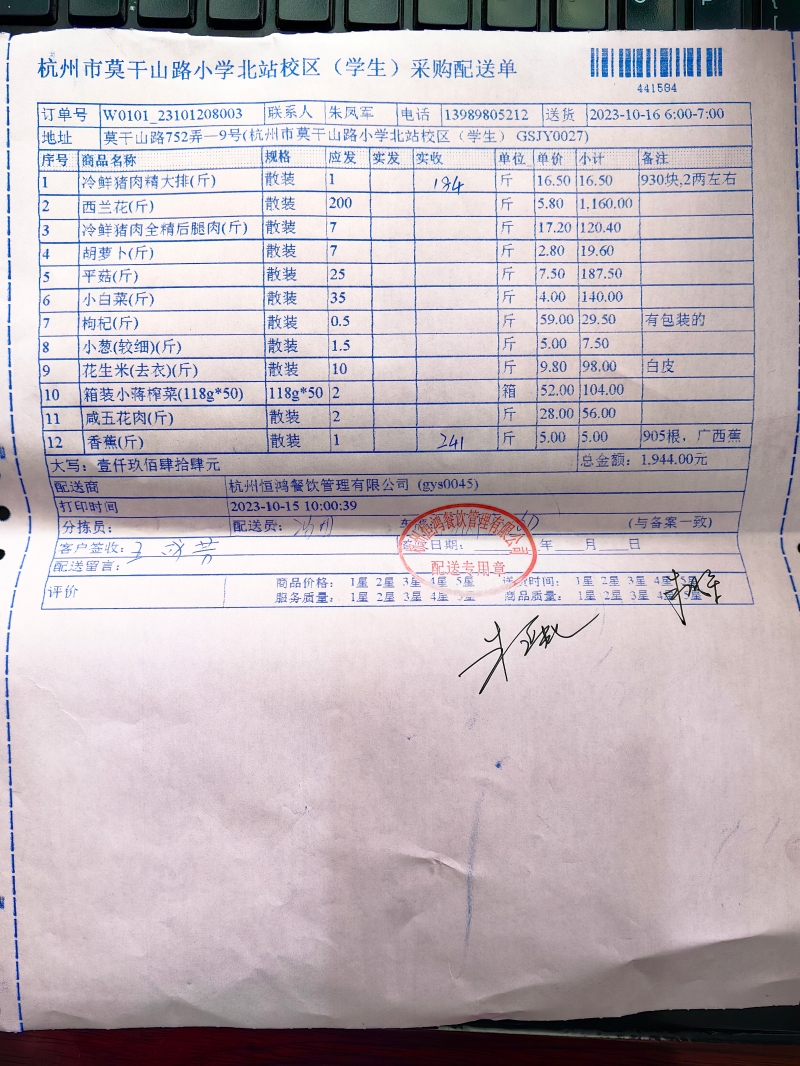 杭州市莫干山路小学北站校区（学生）采购配送单
441594
订单号 W0101_23101208003 联系人 朱凤军 电话 13989805212 送货 2023-10-16 6:00-7:00
地址 莫干山路752弄一9号(杭州市莫干山路小学北站校区（学生）GSJY0027)
序号 商品名称 规格 应发 实发 实收 单位 单价 小计 备注
1 冷鲜猪肉精大排(斤) 散装 1 184 斤 16.50 16.50 930块,2两左右
2 西兰花(斤) 散装 200 斤 5.80 1,160.00
3 冷鲜猪肉全精后腿肉(斤) 散装 7 斤 17.20 120.40
4 胡萝卜(斤) 散装 7 斤 2.80 19.60
5 平菇(斤) 散装 25 斤 7.50 187.50
6 小白菜(斤) 散装 35 斤 4.00 140.00
7 枸杞(斤) 散装 0.5 斤 59.00 29.50 有包装的
8 小葱(较细)(斤) 散装 1.5 斤 5.00 7.50
9 花生米(去衣)(斤) 散装 10 斤 9.80 98.00 白皮
10 箱装小蒋榨菜(118g*50) 118g*50 2 箱 52.00 104.00
11 咸五花肉(斤) 散装 2 斤 28.00 56.00
12 香蕉(斤) 散装 1 241 斤 5.00 5.00 905根，广西蕉
大写：壹仟玖佰肆拾肆元 总金额：1,944.00元
配送商 杭州恒鸿餐饮管理有限公司 (gys0045)
打印时间 2023-10-15 10:00:39
分拣员： 配送员： (与备案一致)
客户签收： 日期： 年 月 日
配送留言：
杭州恒鸿餐饮管理有限公司
配送专用章
评价 商品价格： 1星 2星 3星 4星 5星 送货时间： 1星 2星 3星 4星 5星
服务质量： 1星 2星 3星 4星 5星 商品质量： 1星 2星 3星 4星 5星